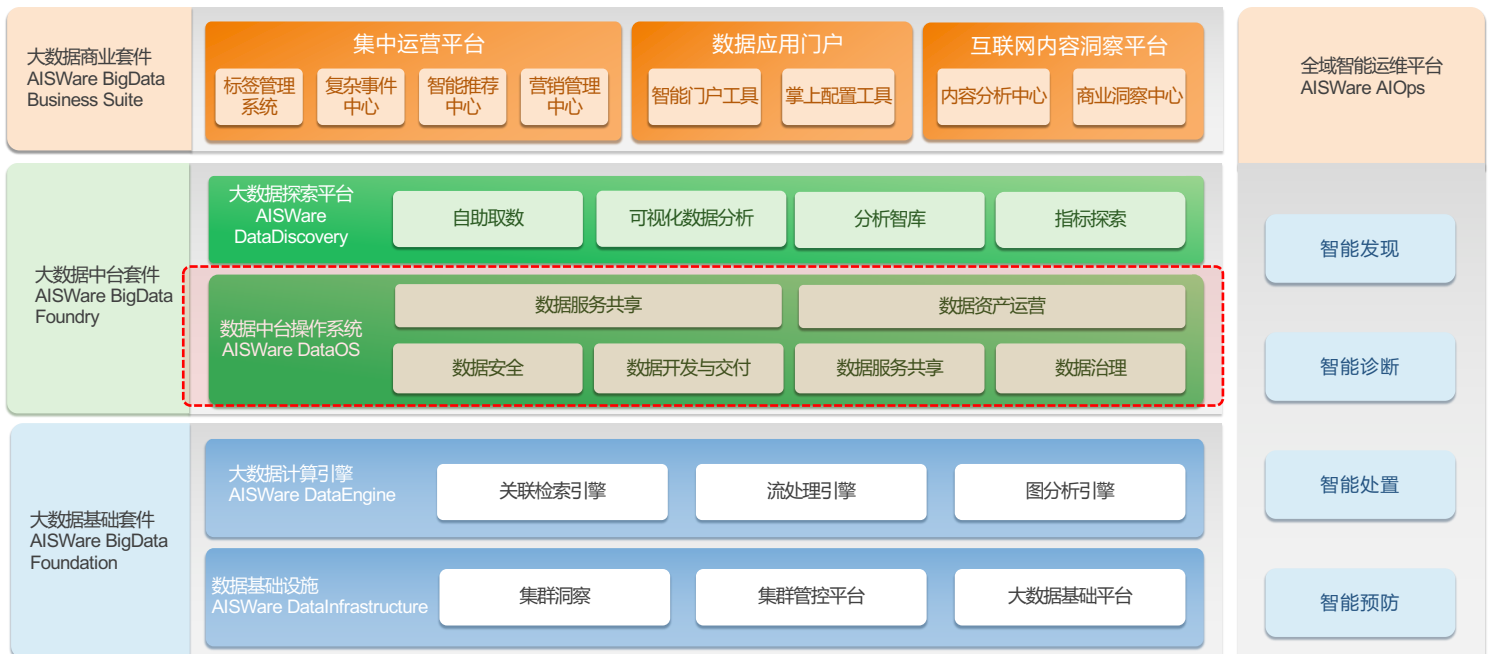 大数据商业套件
AISWare BigData
Business Suite
集中运营平台
标签管理
系统
复杂事件
中心
智能推荐
中心
营销管理
中心
数据应用门户
智能门户工具
掌上配置工具
互联网内容洞察平台
内容分析中心
商业洞察中心
全域智能运维平台
AISWare AIOps
大数据中台套件
AISWare BigData
Foundry
大数据探索平台
AISWare
DataDiscovery
自助取数
可视化数据分析
分析智库
指标探索
数据中台操作系统
AISWare DataOS
数据服务共享
数据资产运营
数据安全
数据开发与交付
数据服务共享
数据治理
大数据基础套件
AISWare BigData
Foundation
大数据计算引擎
AISWare DataEngine
关联检索引擎
流处理引擎
图分析引擎
数据基础设施
AISWare DataInfrastructure
集群洞察
集群管控平台
大数据基础平台
智能发现
智能诊断
智能处置
智能预防